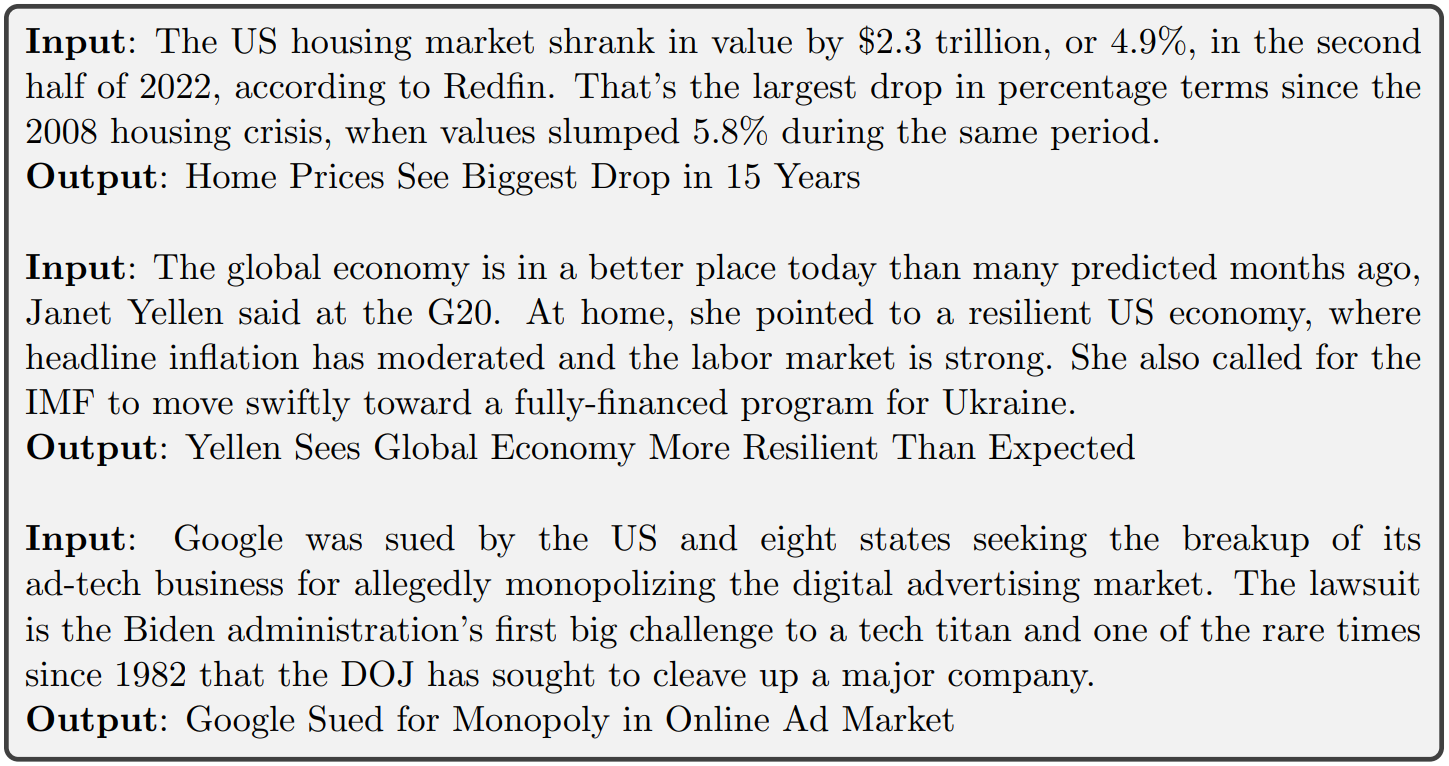 Input: The US housing market shrank in value by $2.3 trillion, or 4.9%, in the second
half of 2022, according to Redfin. That's the largest drop in percentage terms since the
2008 housing crisis, when values slumped 5.8% during the same period.
Output: Home Prices See Biggest Drop in 15 Years
Input: The global economy is in a better place today than many predicted months ago,
Janet Yellen said at the G20. At home, she pointed to a resilient US economy, where
headline inflation has moderated and the labor market is strong. She also called for the
IMF to move swiftly toward a fully-financed program for Ukraine.
Output: Yellen Sees Global Economy More Resilient Than Expected
Input: Google was sued by the US and eight states seeking the breakup of its
ad-tech business for allegedly monopolizing the digital advertising market. The lawsuit
is the Biden administration's first big challenge to a tech titan and one of the rare times
since 1982 that the DOJ has sought to cleave up a major company.
Output: Google Sued for Monopoly in Online Ad Market